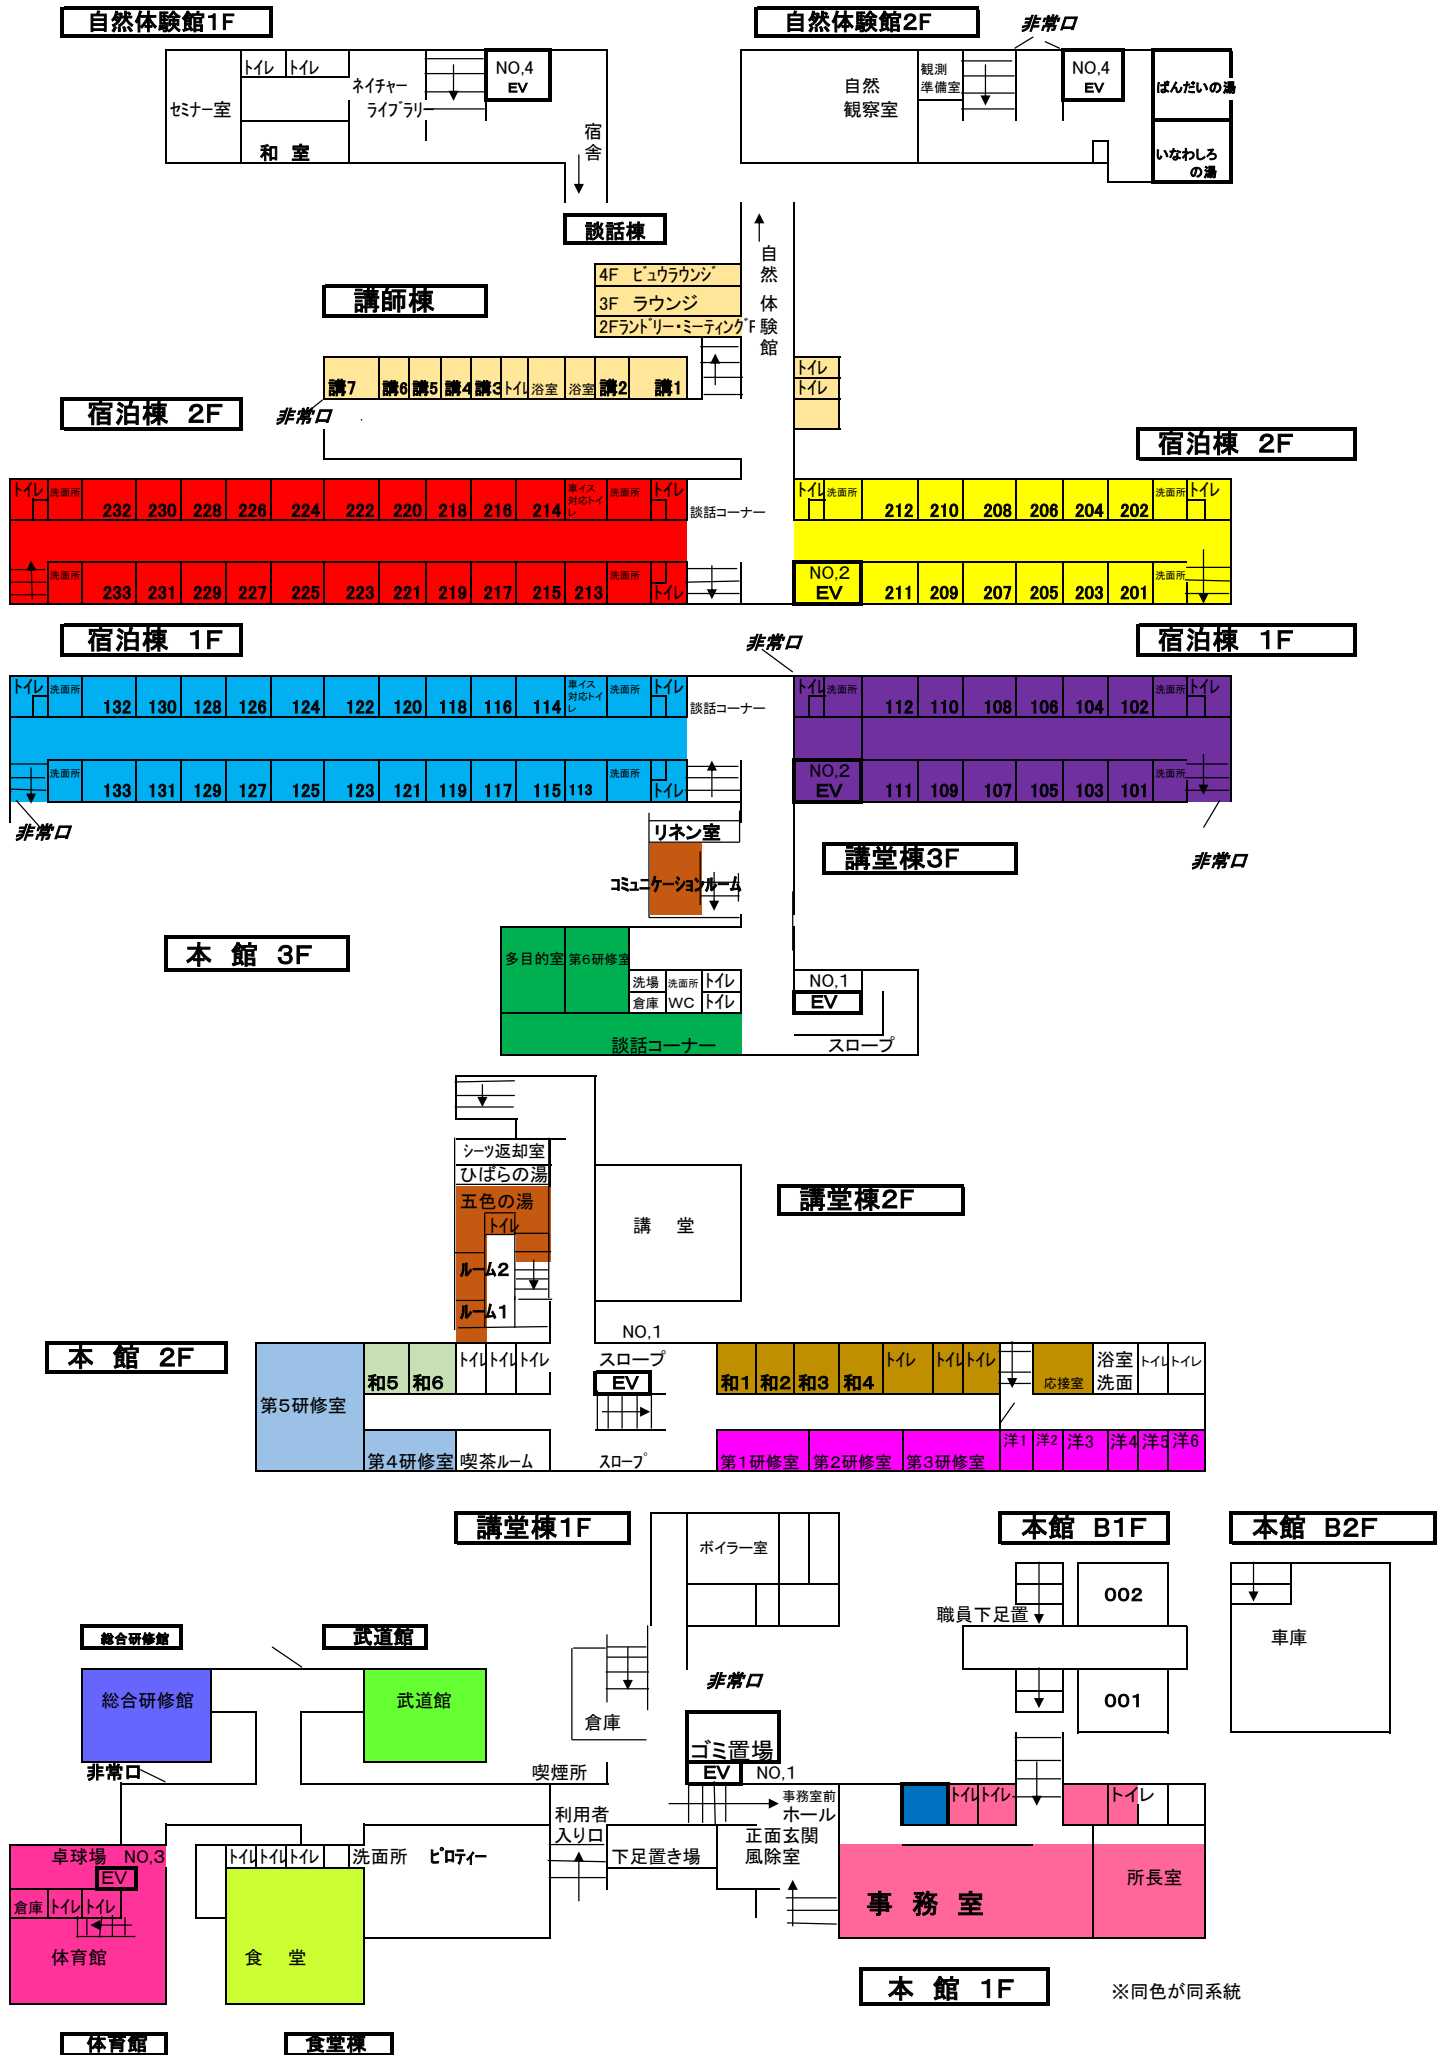 自然体験館1F
自然体験館2F
非常口
セミナー室
トイレ
トイレ
ネイチャー
ライブラリー
NO,4
EV
和 室
宿
舎
自然
観察室
観測
準備室
NO,4
EV
ばんだいの湯
いなわしろ
の湯
談話棟
自
然
体
験
館
4F ビュウラウンジ
3F ラウンジ
2Fランドリー・ミーティングR
講師棟
講7
講6
講5
講4
講3
トイレ
浴室
浴室
講2
講1
トイレ
トイレ
非常口
宿泊棟 2F
宿泊棟 2F
トイレ
洗面所
232
230
228
226
224
222
220
218
216
214
車イス
対応トイ
レ
洗面所
トイレ
談話コーナー
トイレ
洗面所
212
210
208
206
204
202
洗面所
トイレ
洗面所
233
231
229
227
225
223
221
219
217
215
213
洗面所
トイレ
NO,2
EV
211
209
207
205
203
201
洗面所
宿泊棟 1F
非常口
宿泊棟 1F
トイレ
洗面所
132
130
128
126
124
122
120
118
116
114
車イス
対応トイ
レ
洗面所
トイレ
談話コーナー
トイレ
洗面所
112
110
108
106
104
102
洗面所
トイレ
洗面所
133
131
129
127
125
123
121
119
117
115
113
洗面所
トイレ
NO,2
EV
111
109
107
105
103
101
洗面所
非常口
非常口
リネン室
コミュニケーションルーム
講堂棟3F
本 館 3F
多目的室
第6研修室
洗場
洗面所
トイレ
倉庫
WC
トイレ
談話コーナー
NO,1
EV
スロープ
シーツ返却室
ひばらの湯
五色の湯
トイレ
ルーム2
ルーム1
講 堂
講堂棟2F
本 館 2F
第5研修室
和5
和6
トイレ
トイレ
トイレ
NO,1
スロープ
EV
和1
和2
和3
和4
トイレ
トイレ
トイレ
応接室
浴室
洗面
トイレ
トイレ
第4研修室
喫茶ルーム
スロープ
第1研修室
第2研修室
第3研修室
洋1
洋2
洋3
洋4
洋5
洋6
講堂棟1F
ボイラー室
本館 B1F
本館 B2F
002
職員下足置
001
車庫
総合研修館
武道館
総合研修館
武道館
非常口
倉庫
非常口
ゴミ置場
EV
NO,1
喫煙所
利用者
入り口
事務室前
ホール
正面玄関
風除室
下足置き場
トイレ
トイレ
トイレ
卓球場 NO,3
EV
倉庫
トイレ
トイレ
体育館
トイレ
トイレ
トイレ
洗面所
ピロティー
食 堂
事 務 室
所長室
本 館 1F
※同色が同系統
体育館
食堂棟